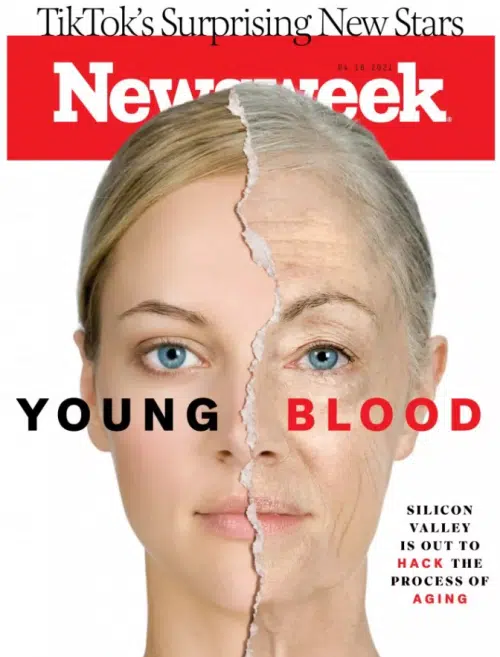 TikTok's Surprising New Stars
Newsweek
YOUNG BLOOD
SILICON
VALLEY
IS OUT TO
HACK THE
PROCESS OF
AGING